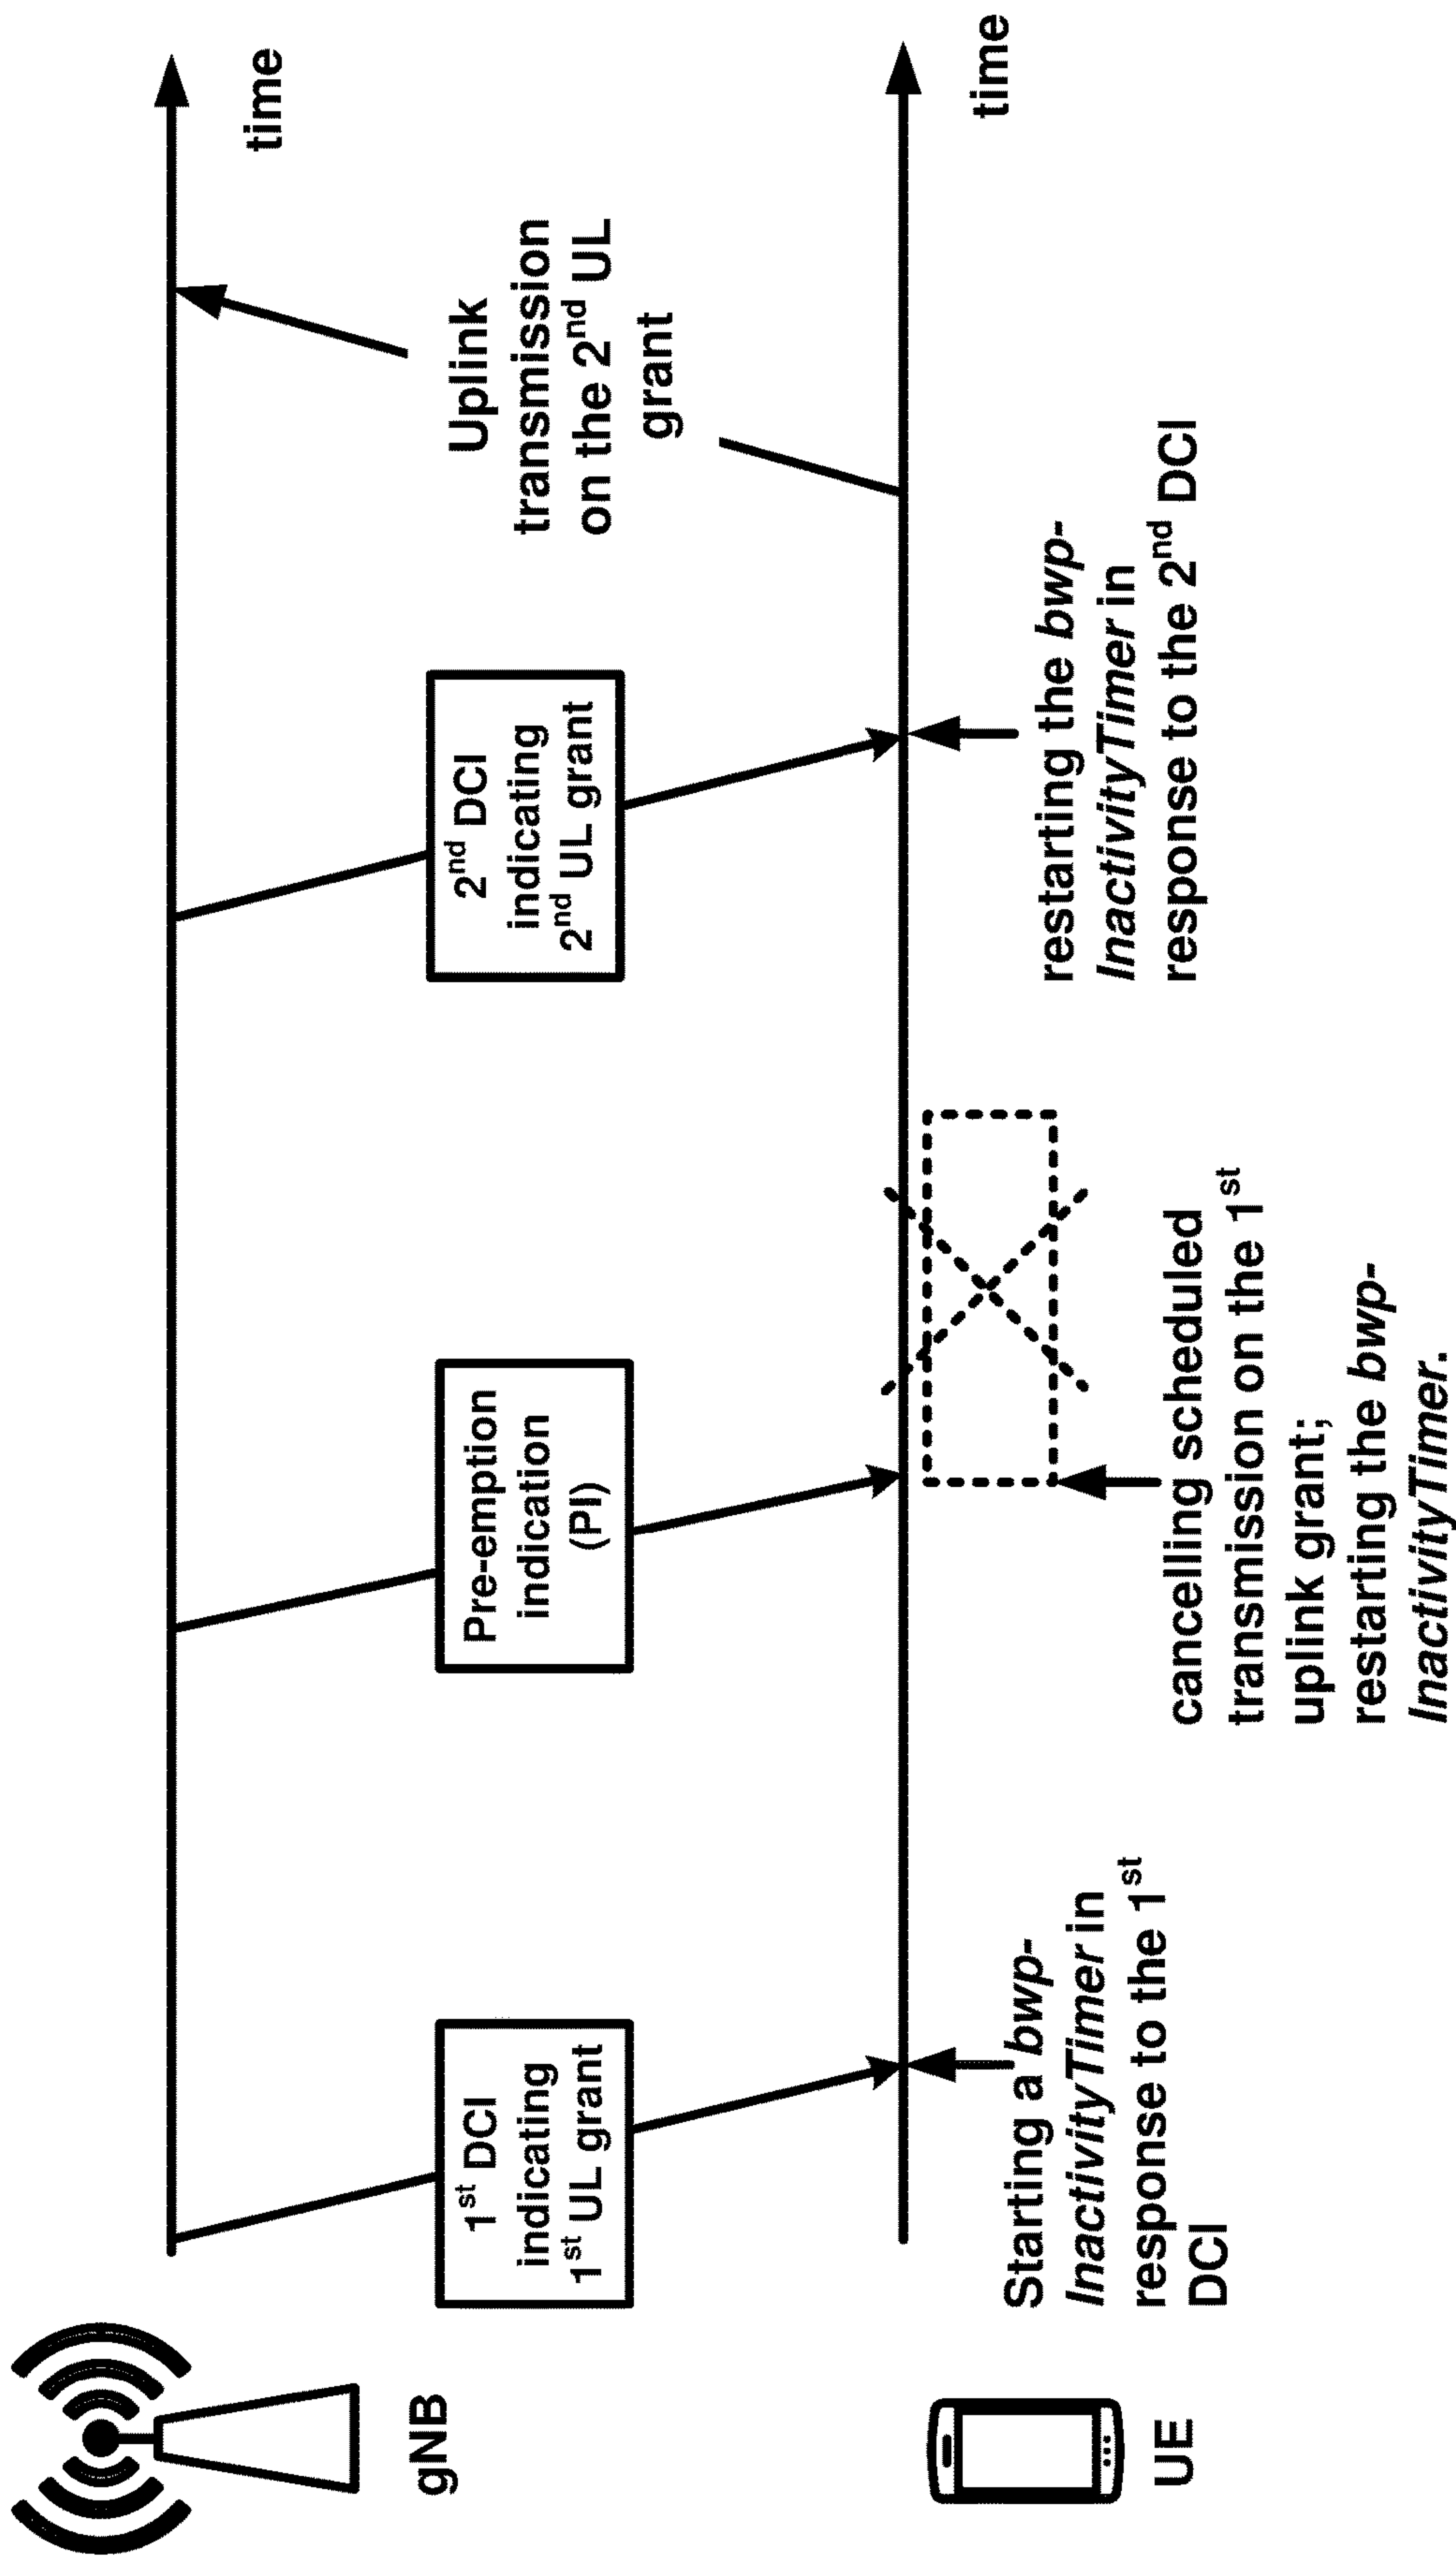 gNB
1st DCI
indicating
1st UL grant
Pre-emption
indication
(PI)
2nd DCI
indicating
2nd UL grant
Uplink
transmission
on the 2nd UL
grant
time
UE
Starting a bwp-
InactivityTimer in
response to the 1st
DCI
cancelling scheduled
transmission on the 1st
uplink grant;
restarting the bwp-
InactivityTimer.
restarting the bwp-
InactivityTimer in
response to the 2nd DCI
time